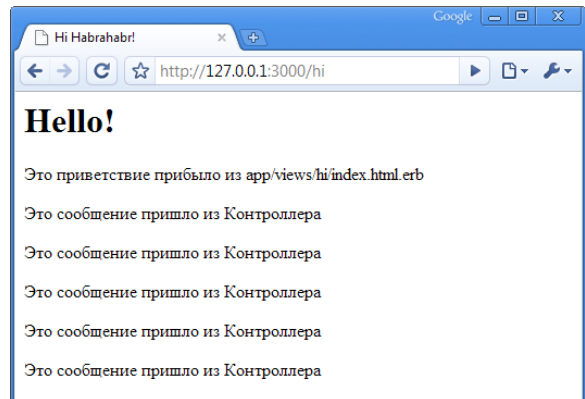 Google
Hi Habrahabr!
http://127.0.0.1:3000/hi
Hello!
Это приветствие прибыло из app/views/hi/index.html.erb
Это сообщение пришло из Контроллера
Это сообщение пришло из Контроллера
Это сообщение пришло из Контроллера
Это сообщение пришло из Контроллера
Это сообщение пришло из Контроллера